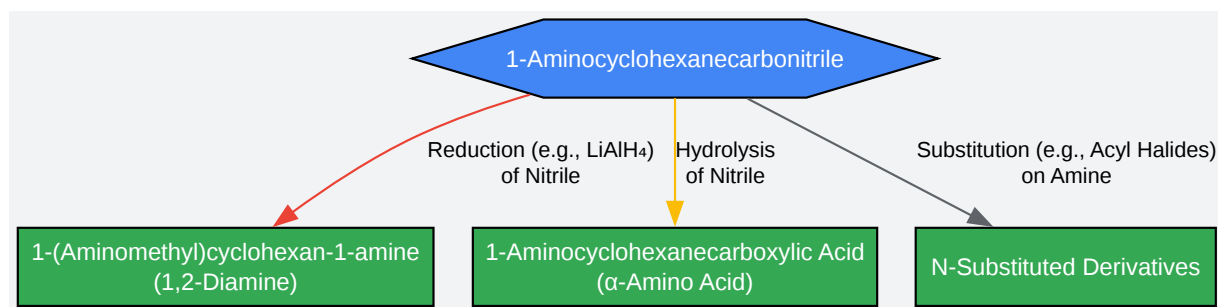 1-Aminocyclohexanecarbonitrile
Reduction (e.g., LiAlH₄)
of Nitrile
Hydrolysis
of Nitrile
Substitution (e.g., Acyl Halides)
on Amine
1-(Aminomethyl)cyclohexan-1-amine
(1,2-Diamine)
1-Aminocyclohexanecarboxylic Acid
(α-Amino Acid)
N-Substituted Derivatives